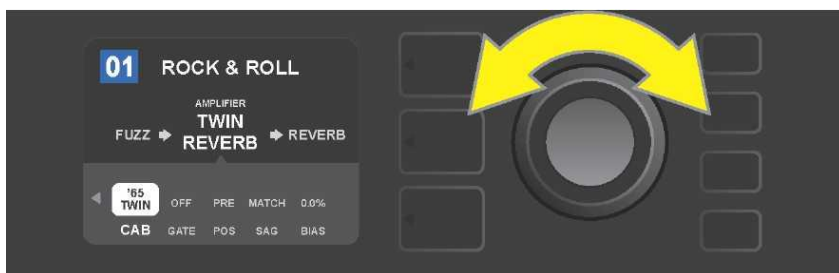 01 ROCK & ROLL
AMPLIFIER
FUZZ TWIN REVERB REVERB
'65 TWIN OFF PRE MATCH 0.0%
CAB GATE POS SAG BIAS